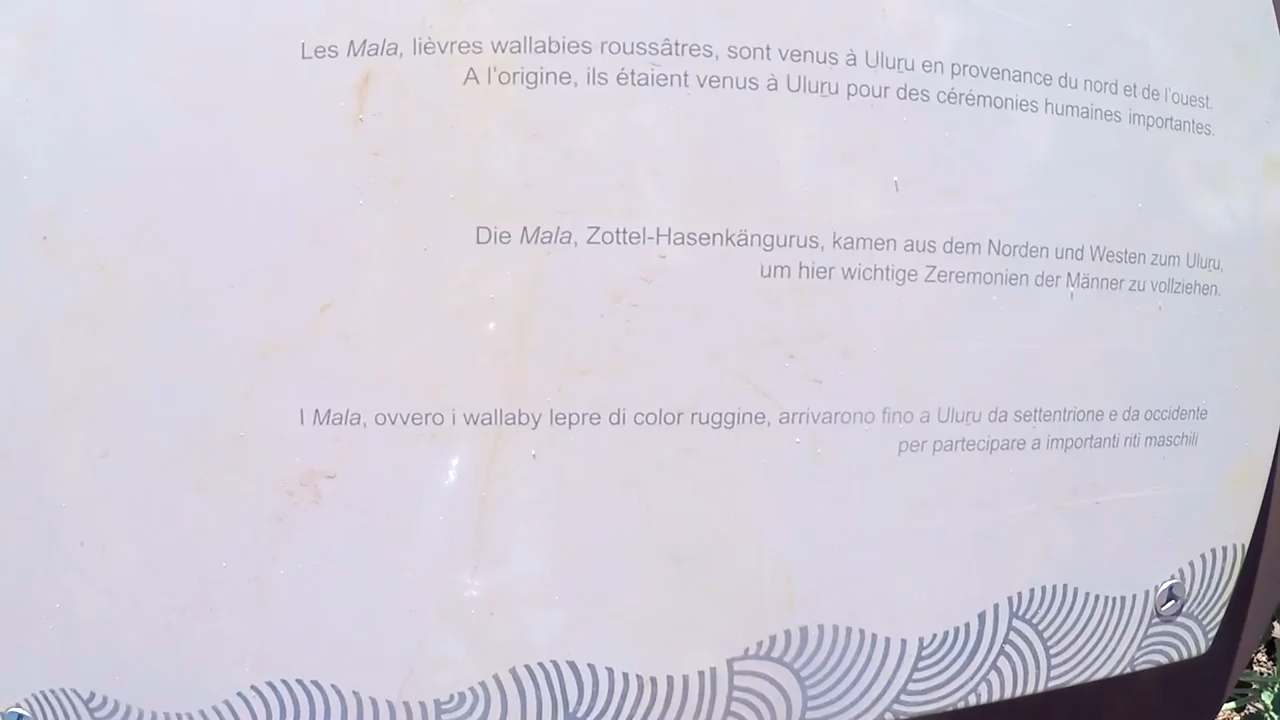 Les Mala, lièvres wallabies roussâtres, sont venus à Uluṟu en provenance du nord et de l'ouest.
A l'origine, ils étaient venus à Uluṟu pour des cérémonies humaines importantes.
Die Mala, Zottel-Hasenkängurus, kamen aus dem Norden und Westen zum Uluṟu,
um hier wichtige Zeremonien der Männer zu vollziehen.
I Mala, ovvero i wallaby lepre di color ruggine, arrivarono fino a Uluṟu da settentrione e da occidente
per partecipare a importanti riti maschili